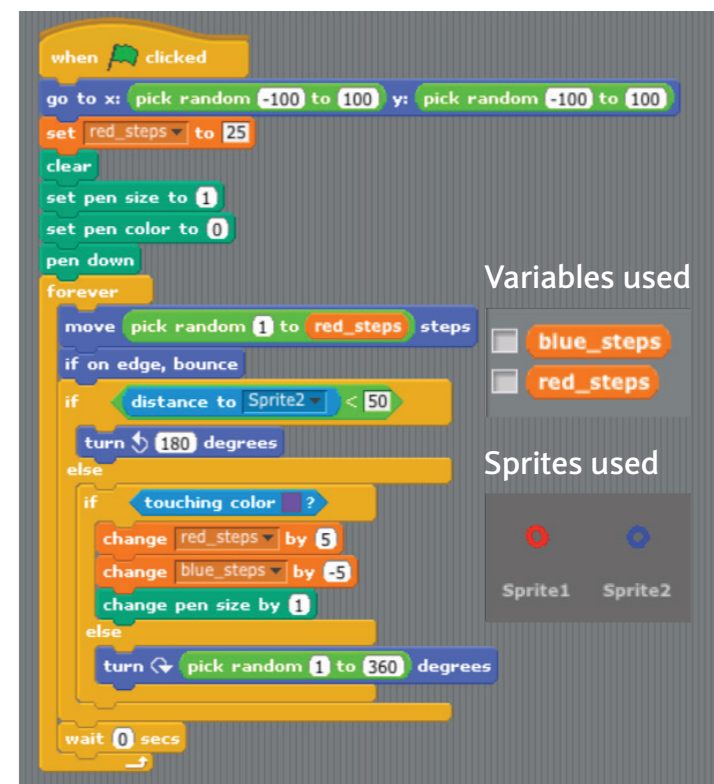 when clicked
go to x: pick random -100 to 100 y: pick random -100 to 100
set red_steps to 25
clear
set pen size to 1
set pen color to 0
pen down
forever
move pick random 1 to red_steps steps
if on edge, bounce
if distance to Sprite2 < 50
turn 180 degrees
else
if touching color ?
change red_steps by 5
change blue_steps by -5
change pen size by 1
else
turn pick random 1 to 360 degrees
wait 0 secs
Variables used
blue_steps
red_steps
Sprites used
Sprite1 Sprite2